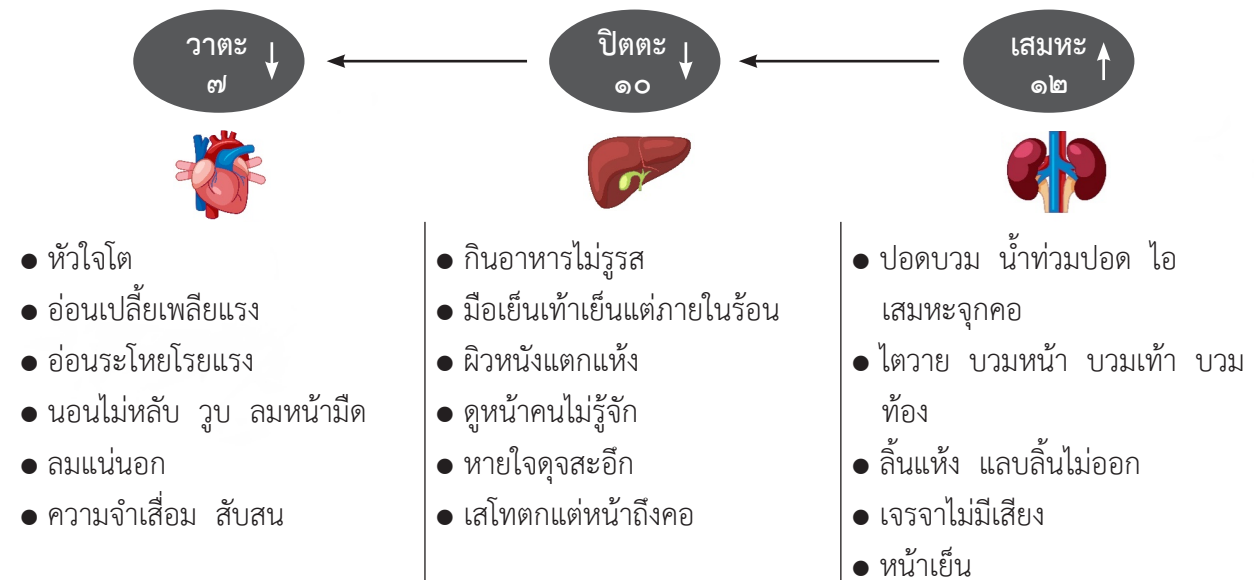 วาตะ
๗
ปิตตะ
๑๐
เสมหะ
๑๒
● หัวใจโต
● อ่อนเปลี้ยเพลียแรง
● อ่อนระโหยโรยแรง
● นอนไม่หลับ วูบ ลมหน้ามืด
● ลมแน่นอก
● ความจำเสื่อม สับสน
● กินอาหารไม่รู้รส
● มือเย็นเท้าเย็นแต่ภายในร้อน
● ผิวหนังแตกแห้ง
● ดูหน้าคนไม่รู้จัก
● หายใจดุจสะอึก
● เสโทตกแต่หน้าถึงคอ
● ปอดบวม น้ำท่วมปอด ไอ
เสมหะจุกคอ
● ไตวาย บวมหน้า บวมเท้า บวม
ท้อง
● ลิ้นแห้ง แลบลิ้นไม่ออก
● เจรจาไม่มีเสียง
● หน้าเย็น